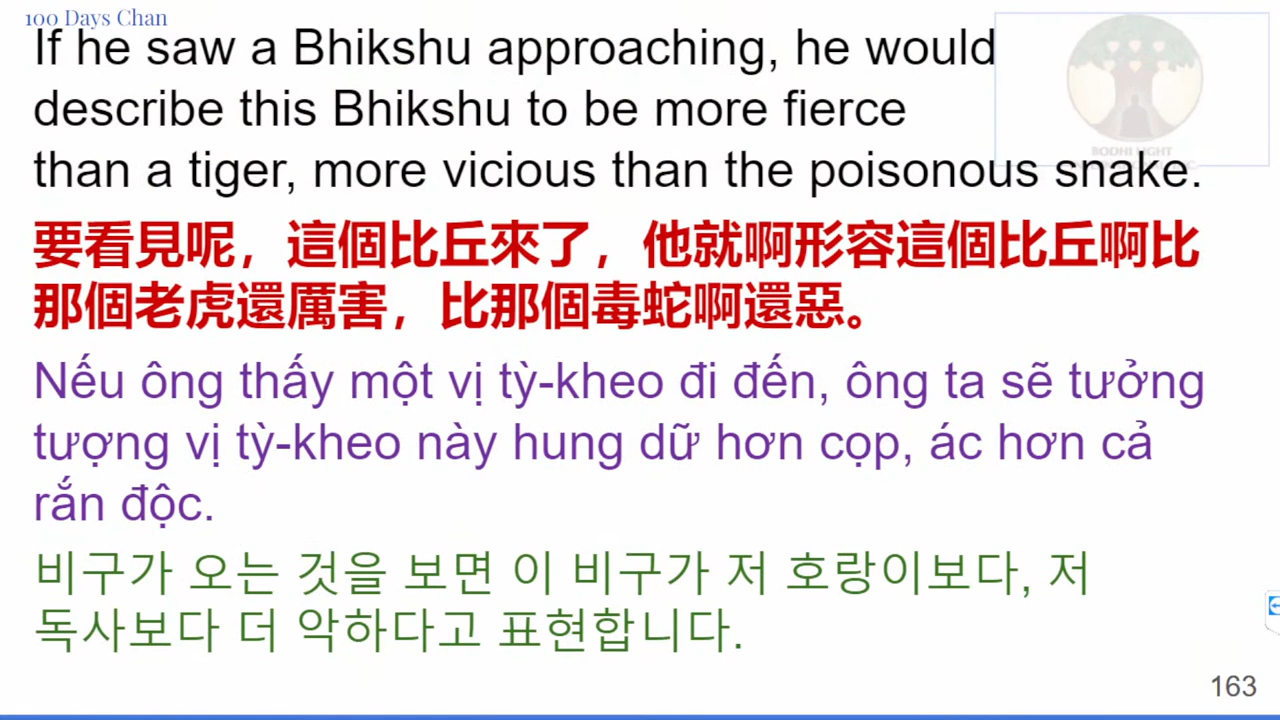 100 Days Chan
If he saw a Bhikshu approaching, he would
describe this Bhikshu to be more fierce
than a tiger, more vicious than the poisonous snake.
BODHI LIGHT
要看見呢，這個比丘來了，他就啊形容這個比丘啊比
那個老虎還厲害，比那個毒蛇啊還惡。
Nếu ông thấy một vị tỳ-kheo đi đến, ông ta sẽ tưởng
tượng vị tỳ-kheo này hung dữ hơn cọp, ác hơn cả
rắn độc.
비구가 오는 것을 보면 이 비구가 저 호랑이보다, 저
독사보다 더 악하다고 표현합니다.
163